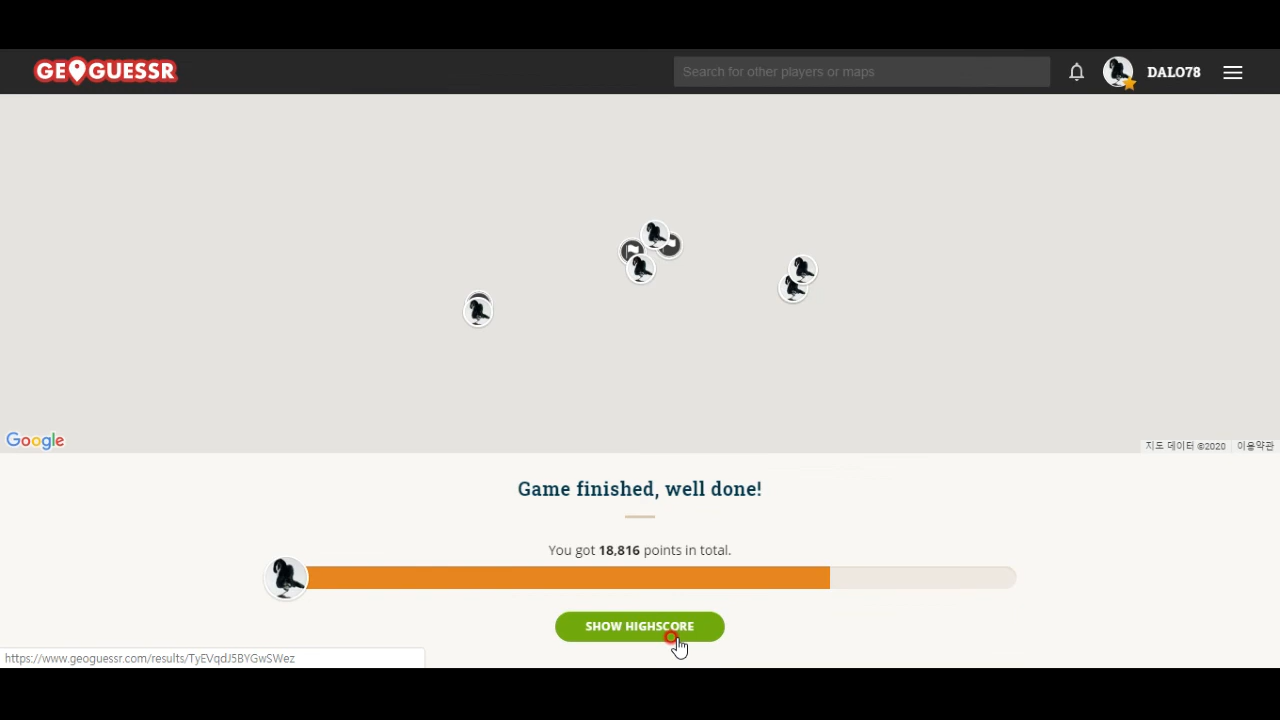 GEOGUESSR
Search for other players or maps
DALO78
Google
지도 데이터 ©2020
이용약관
Game finished, well done!
You got 18,816 points in total.
SHOW HIGHSCORE
https://www.geoguessr.com/results/TyEVqdJ5BYGwSWez